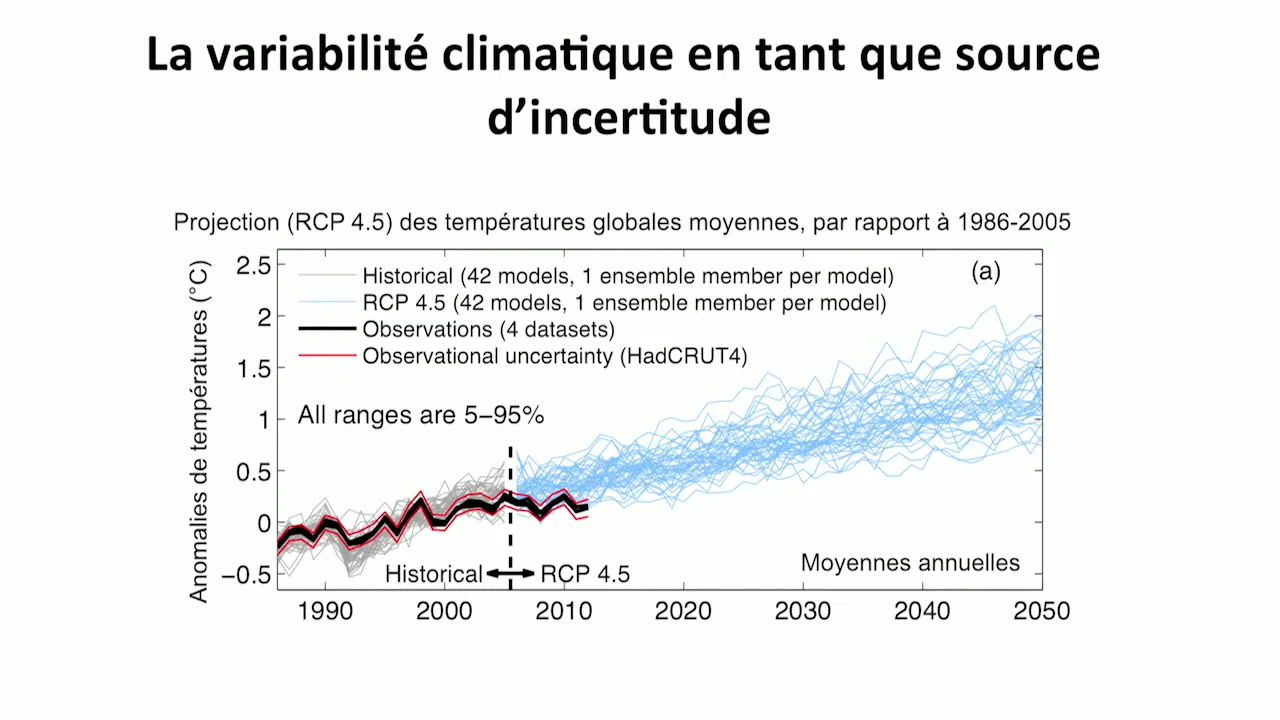 La variabilité climatique en tant que source
d'incertitude
Projection (RCP 4.5) des températures globales moyennes, par rapport à 1986-2005
Anomalies de températures (°C)
2.5
2
1.5
1
0.5
0
−0.5
(a)
Historical (42 models, 1 ensemble member per model)
RCP 4.5 (42 models, 1 ensemble member per model)
Observations (4 datasets)
Observational uncertainty (HadCRUT4)
All ranges are 5−95%
Moyennes annuelles
Historical
RCP 4.5
1990 2000 2010 2020 2030 2040 2050